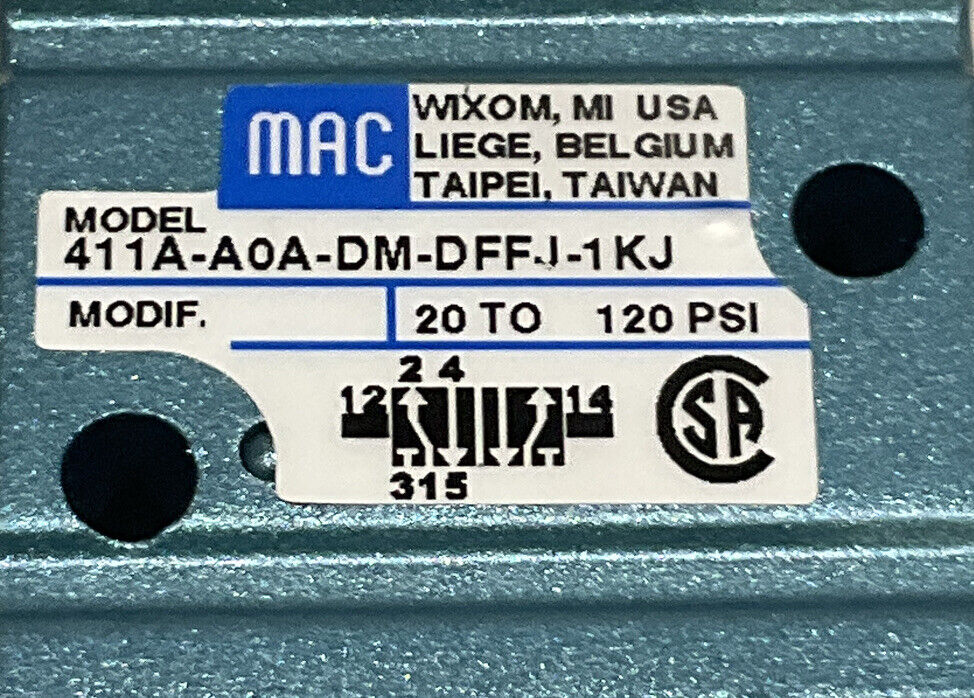 MAC
WIXOM, MI USA
LIEGE, BELGIUM
TAIPEI, TAIWAN
MODEL
411A-A0A-DM-DFFJ-1KJ
MODIF.
20 TO 120 PSI
2 4
12 14
315
CSA